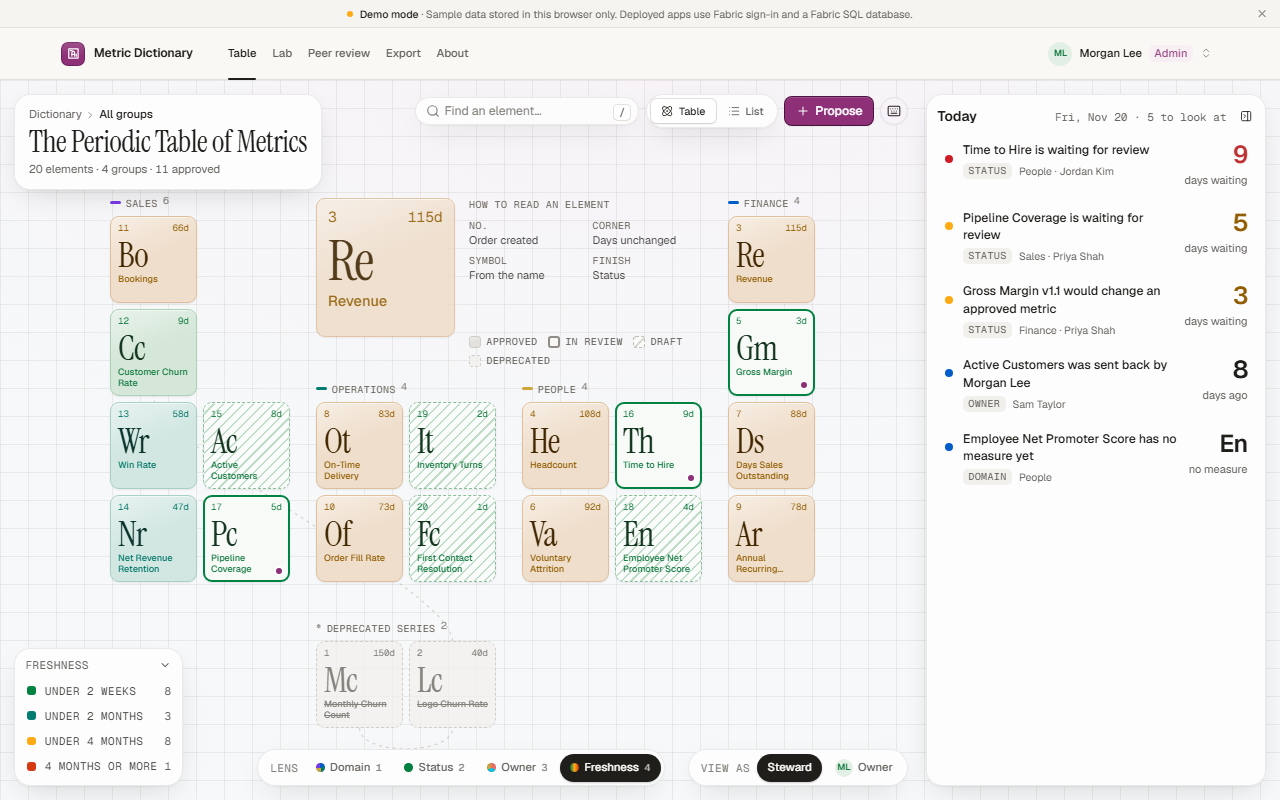 Demo mode · Sample data stored in this browser only. Deployed apps use Fabric sign-in and a Fabric SQL database.
Metric Dictionary
Table
Lab
Peer review
Export
About
ML Morgan Lee Admin
Dictionary › All groups
The Periodic Table of Metrics
20 elements · 4 groups · 11 approved
Find an element… /
Table
List
+ Propose
SALES 6
11 66d
Bo
Bookings
12 9d
Cc
Customer Churn
Rate
13 58d
Wr
Win Rate
15 8d
Ac
Active
Customers
14 47d
Nr
Net Revenue
Retention
17 5d
Pc
Pipeline
Coverage
3 115d
Re
Revenue
HOW TO READ AN ELEMENT
NO.
Order created
CORNER
Days unchanged
SYMBOL
From the name
FINISH
Status
APPROVED
IN REVIEW
DRAFT
DEPRECATED
OPERATIONS 4
8 83d
Ot
On-Time
Delivery
19 2d
It
Inventory Turns
10 73d
Of
Order Fill Rate
20 1d
Fc
First Contact
Resolution
PEOPLE 4
4 108d
He
Headcount
16 9d
Th
Time to Hire
6 92d
Va
Voluntary
Attrition
18 4d
En
Employee Net
Promoter Score
FINANCE 4
3 115d
Re
Revenue
5 3d
Gm
Gross Margin
7 88d
Ds
Days Sales
Outstanding
9 78d
Ar
Annual
Recurring…
* DEPRECATED SERIES 2
1 150d
Mc
Monthly Churn
Count
2 40d
Lc
Logo Churn Rate
FRESHNESS
UNDER 2 WEEKS 8
UNDER 2 MONTHS 3
UNDER 4 MONTHS 8
4 MONTHS OR MORE 1
LENS
Domain 1
Status 2
Owner 3
Freshness 4
VIEW AS
Steward
ML Owner
Today
Fri, Nov 20 · 5 to look at
Time to Hire is waiting for review
STATUS People · Jordan Kim
9
days waiting
Pipeline Coverage is waiting for
review
STATUS Sales · Priya Shah
5
days waiting
Gross Margin v1.1 would change an
approved metric
STATUS Finance · Priya Shah
3
days waiting
Active Customers was sent back by
Morgan Lee
OWNER Sam Taylor
8
days ago
Employee Net Promoter Score has no
measure yet
DOMAIN People
En
no measure